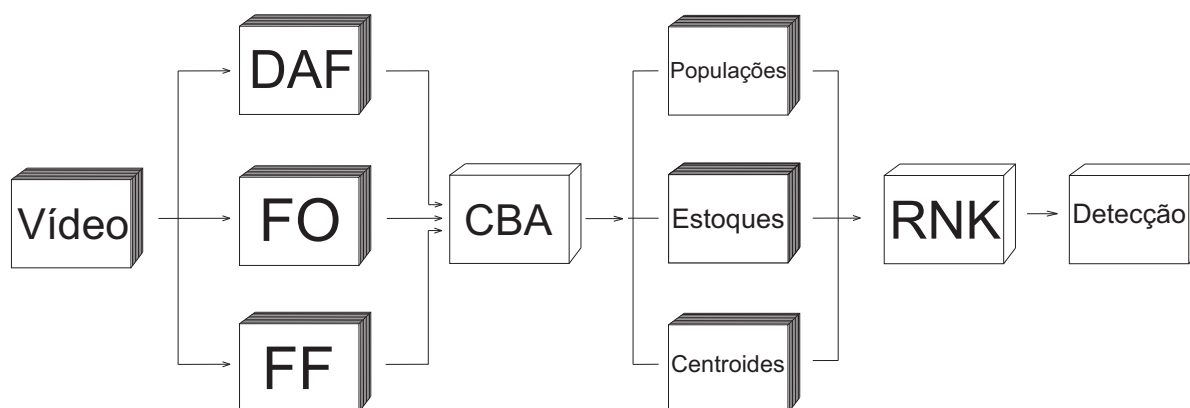 Vídeo
DAF
FO
FF
CBA
Populações
Estoques
Centroides
RNK
Detecção